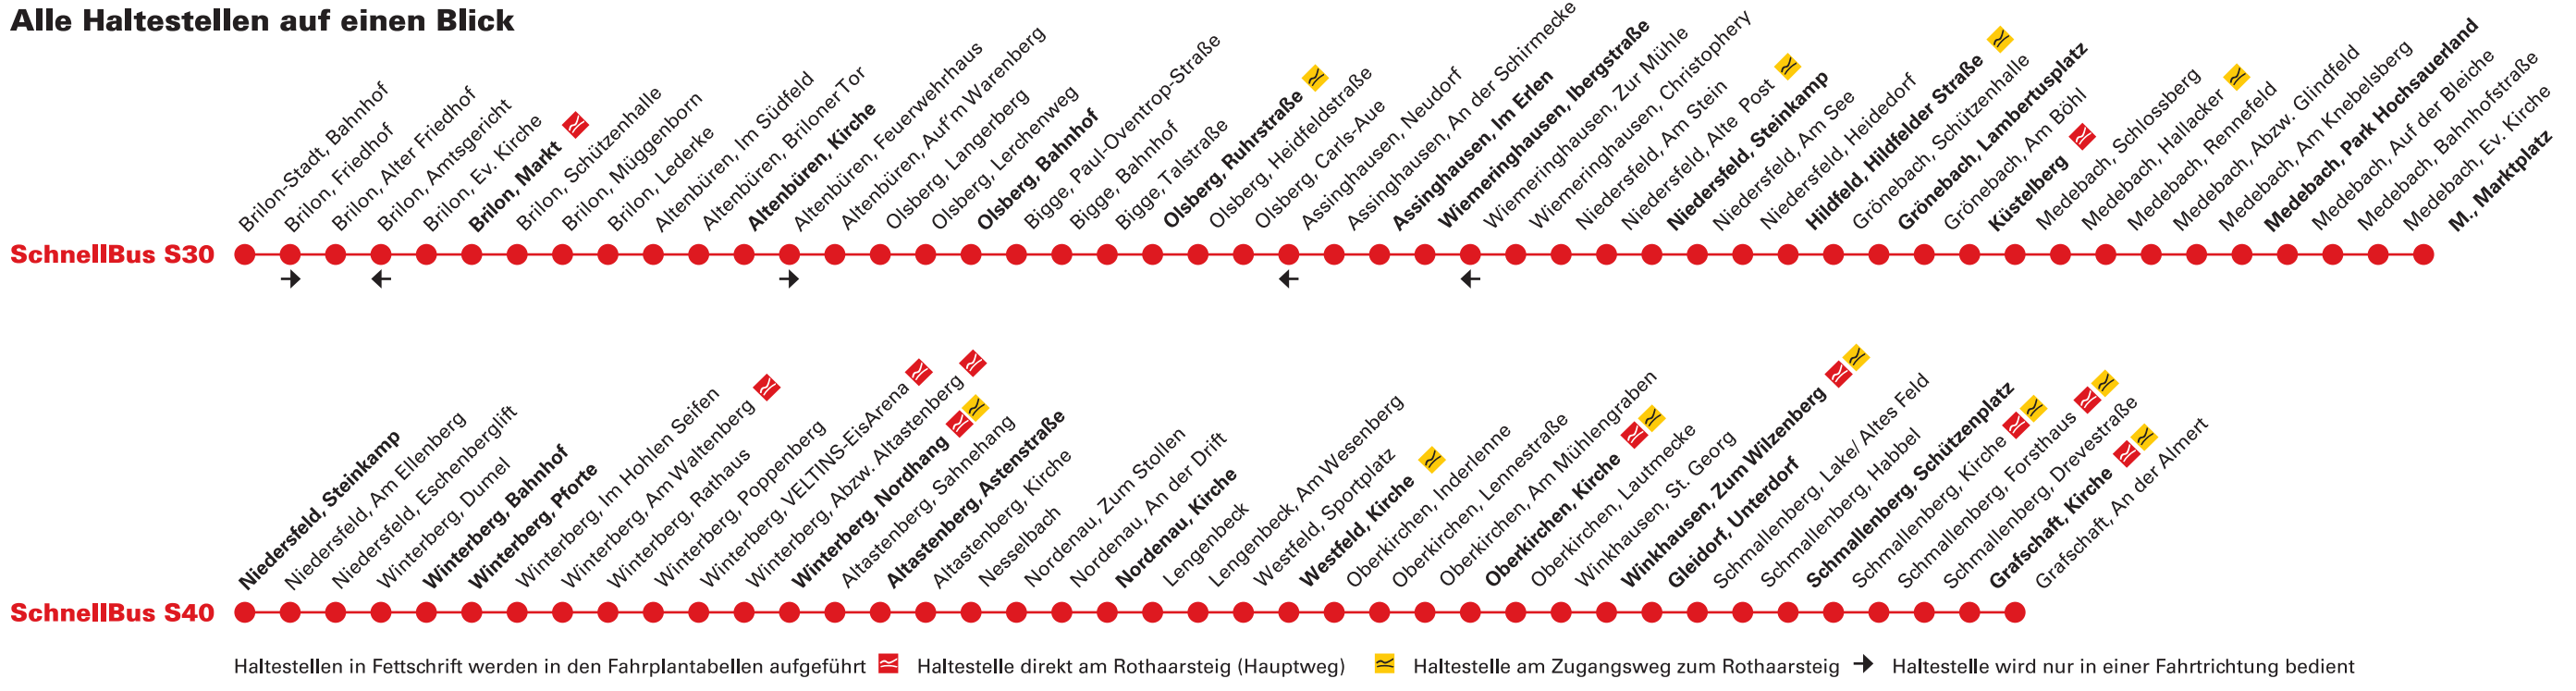 Alle Haltestellen auf einen Blick
SchnellBus S30
Brilon-Stadt, Bahnhof
Brilon, Friedhof
Brilon, Alter Friedhof
Brilon, Amtsgericht
Brilon, Ev. Kirche
Brilon, Markt
Brilon, Schützenhalle
Brilon, Müggenborn
Brilon, Lederke
Altenbüren, Im Südfeld
Altenbüren, Briloner Tor
Altenbüren, Kirche
Altenbüren, Feuerwehrhaus
Altenbüren, Auf'm Warenberg
Olsberg, Langerberg
Olsberg, Lerchenweg
Olsberg, Bahnhof
Bigge, Paul-Oventrop-Straße
Bigge, Bahnhof
Bigge, Talstraße
Olsberg, Ruhrstraße
Olsberg, Heidfeldstraße
Olsberg, Carls-Aue
Assinghausen, Neudorf
Assinghausen, An der Schirmecke
Assinghausen, Im Erlen
Wiemeringhausen, Ibergstraße
Wiemeringhausen, Zur Mühle
Wiemeringhausen, Christophery
Niedersfeld, Am Stein
Niedersfeld, Alte Post
Niedersfeld, Steinkamp
Niedersfeld, Am See
Niedersfeld, Heidedorf
Hildfeld, Hildfelder Straße
Grönebach, Schützenhalle
Grönebach, Lambertusplatz
Grönebach, Am Böhl
Küstelberg
Medebach, Schlossberg
Medebach, Hallacker
Medebach, Rennefeld
Medebach, Abzw. Glindfeld
Medebach, Am Knebelsberg
Medebach, Park Hochsauerland
Medebach, Auf der Bleiche
Medebach, Bahnhofstraße
Medebach, Ev. Kirche
M., Marktplatz
SchnellBus S40
Niedersfeld, Steinkamp
Niedersfeld, Am Ellenberg
Niedersfeld, Eschenberglift
Winterberg, Dumel
Winterberg, Bahnhof
Winterberg, Pforte
Winterberg, Im Hohlen Seifen
Winterberg, Am Waltenberg
Winterberg, Rathaus
Winterberg, Poppenberg
Winterberg, VELTINS-EisArena
Winterberg, Abzw. Altastenberg
Winterberg, Nordhang
Altastenberg, Sahnehang
Altastenberg, Astenstraße
Altastenberg, Kirche
Nesselbach
Nordenau, Zum Stollen
Nordenau, An der Drift
Nordenau, Kirche
Lengenbeck
Lengenbeck, Am Wesenberg
Westfeld, Sportplatz
Westfeld, Kirche
Oberkirchen, Inderlenne
Oberkirchen, Lennestraße
Oberkirchen, Am Mühlengraben
Oberkirchen, Kirche
Oberkirchen, Lautmecke
Winkhausen, St. Georg
Winkhausen, Zum Wilzenberg
Gleidorf, Unterdorf
Schmallenberg, Lake/ Altes Feld
Schmallenberg, Habbel
Schmallenberg, Schützenplatz
Schmallenberg, Kirche
Schmallenberg, Forsthaus
Schmallenberg, Drevestraße
Grafschaft, Kirche
Grafschaft, An der Almert
Haltestellen in Fettschrift werden in den Fahrplantabellen aufgeführt Haltestelle direkt am Rothaarsteig (Hauptweg) Haltestelle am Zugangsweg zum Rothaarsteig → Haltestelle wird nur in einer Fahrtrichtung bedient